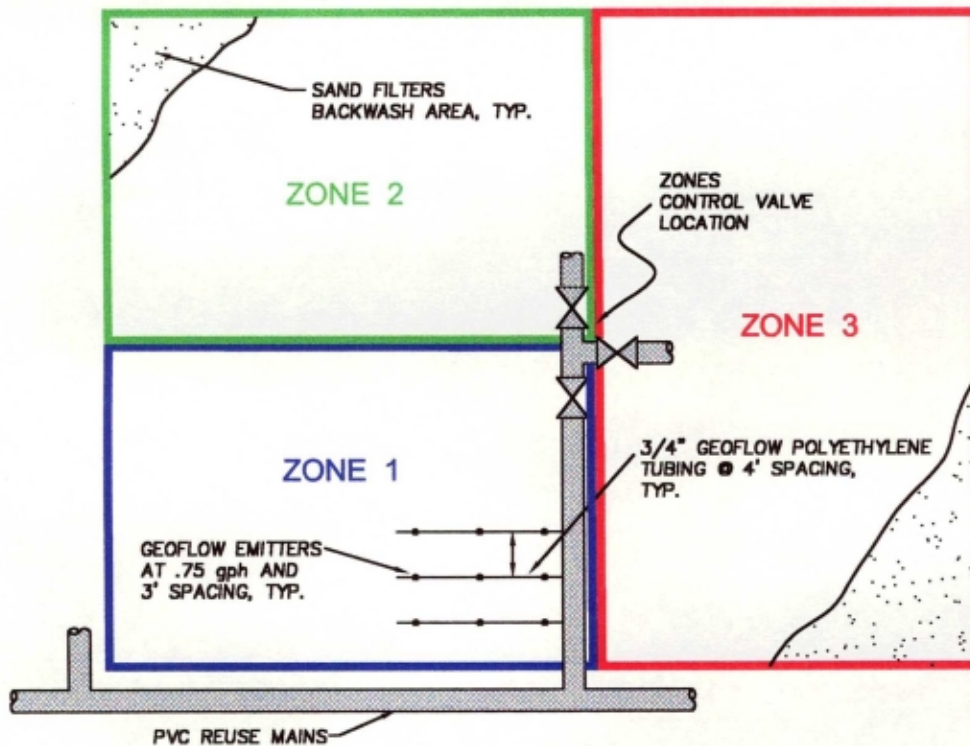 SAND FILTERS
BACKWASH AREA, TYP.
ZONE 2
ZONES
CONTROL VALVE
LOCATION
ZONE 3
ZONE 1
3/4" GEOFLOW POLYETHYLENE
TUBING @ 4' SPACING,
TYP.
GEOFLOW EMITTERS
AT .75 gph AND
3' SPACING, TYP.
PVC REUSE MAINS